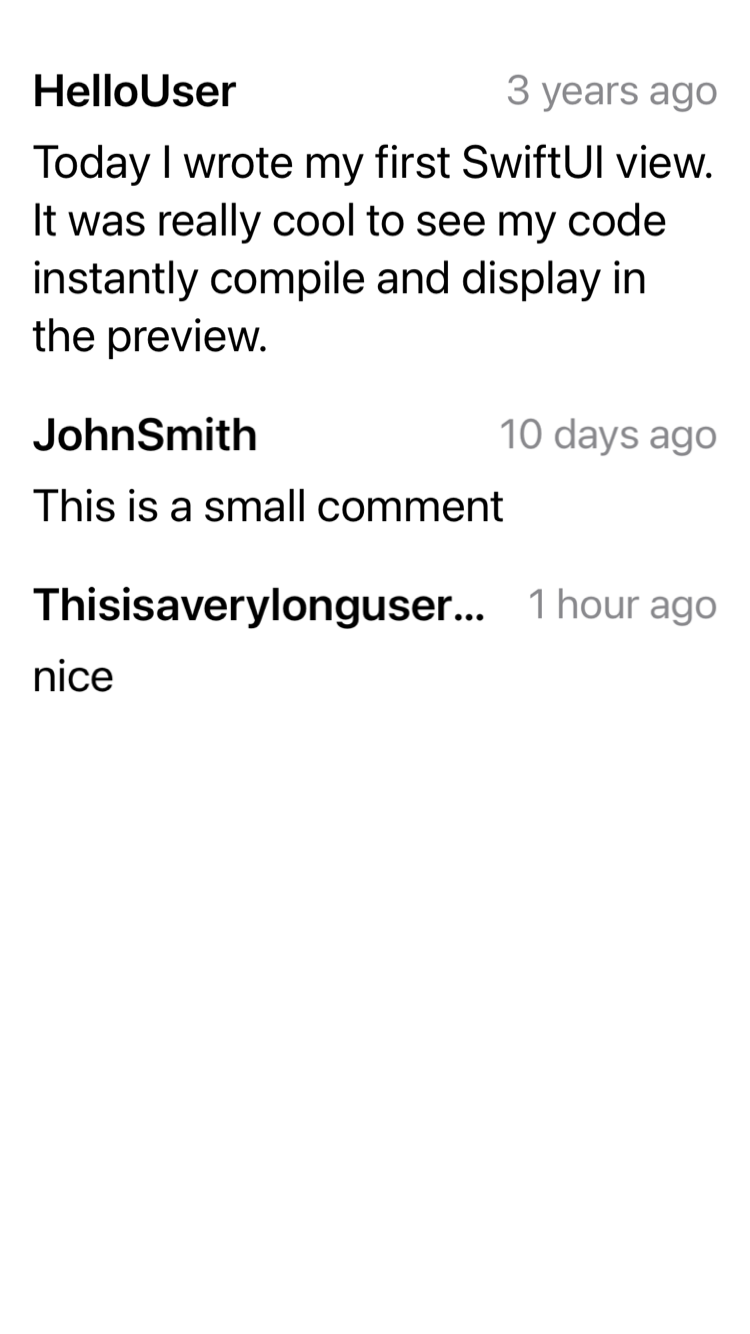 HelloUser 3 years ago
Today I wrote my first SwiftUI view.
It was really cool to see my code
instantly compile and display in
the preview.
JohnSmith 10 days ago
This is a small comment
Thisisaverylonguser... 1 hour ago
nice